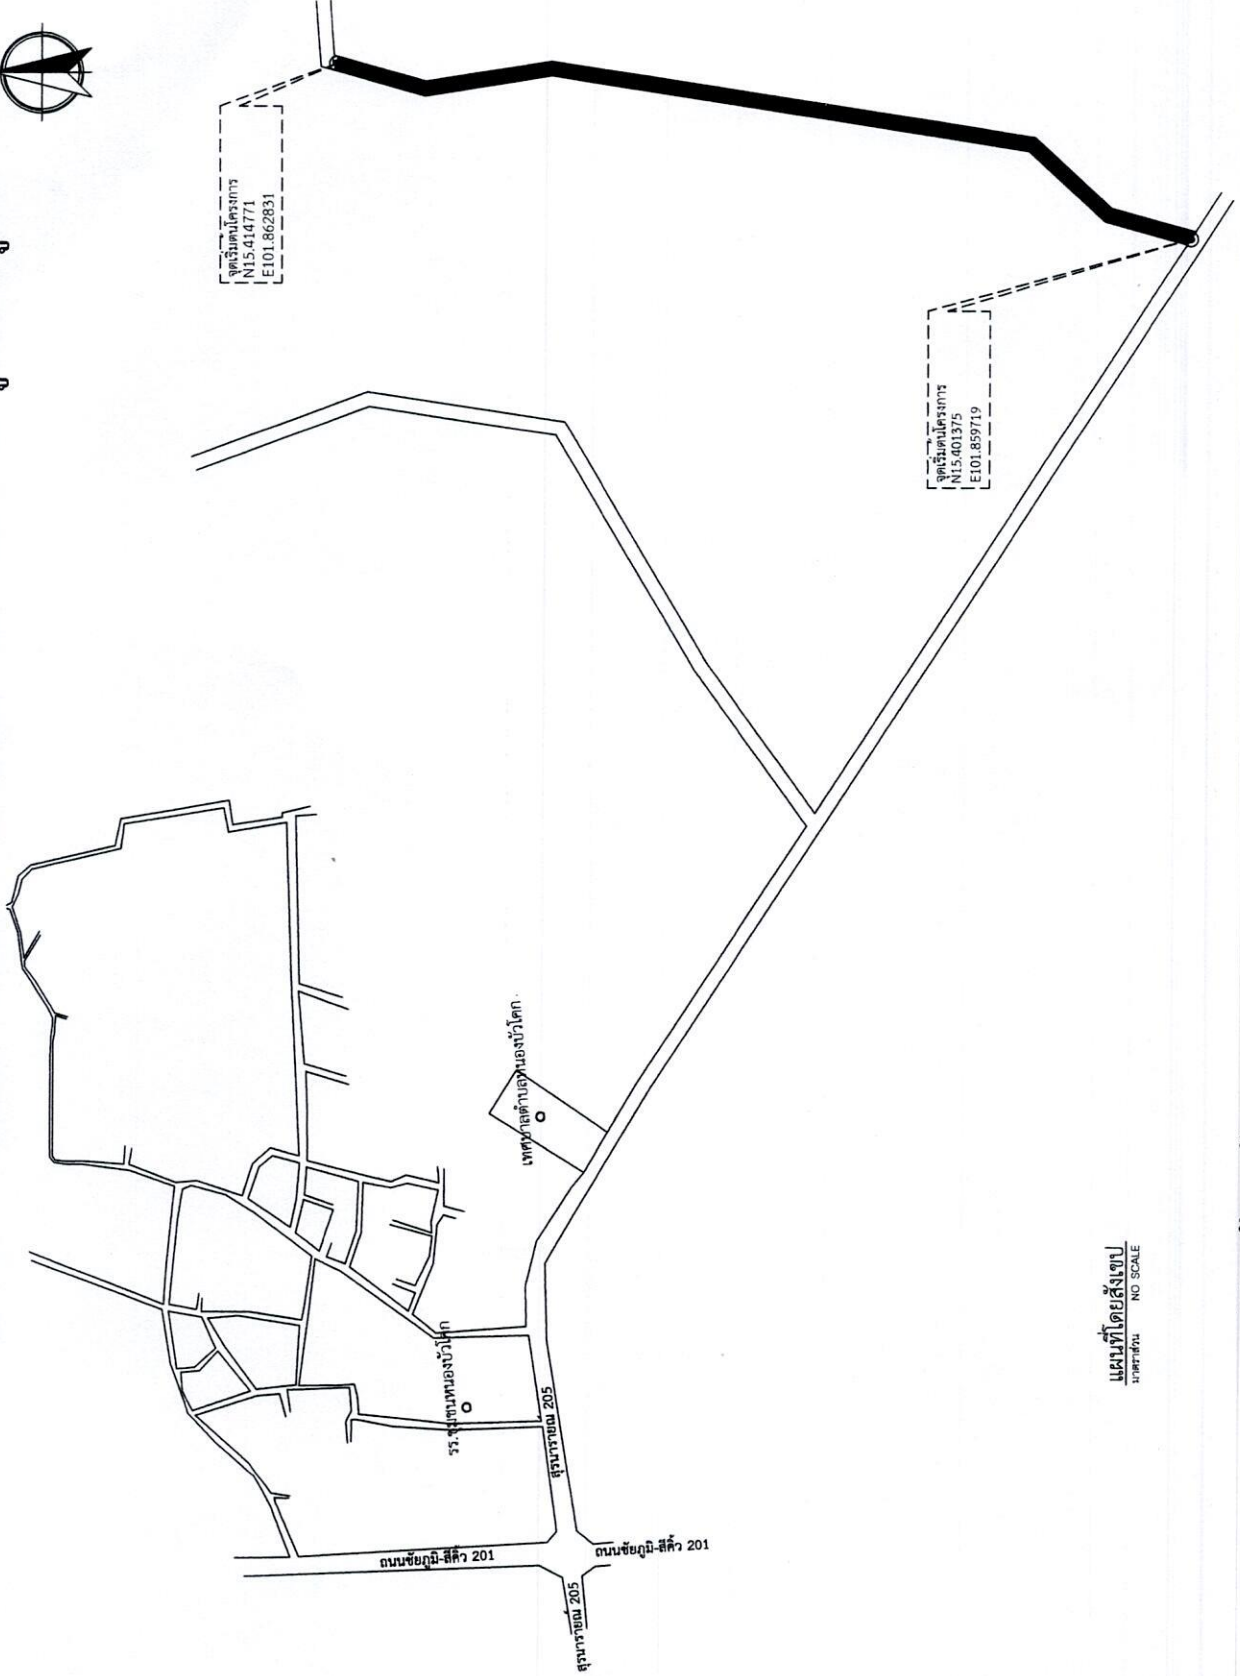 จุดเริ่มต้นโครงการ
N15.414771
E101.862831
จุดเริ่มต้นโครงการ
N15.401375
E101.859719
เทศบาลตำบลหนองบัวโคก
รร.ชุมชนหนองบัวโคก
สุรนารายณ์ 205
ถนนชัยภูมิ-สีคิ้ว 201
ถนนชัยภูมิ-สีคิ้ว 201
สุรนารายณ์ 205
แผนที่โดยสังเขป
มาตราส่วน NO SCALE